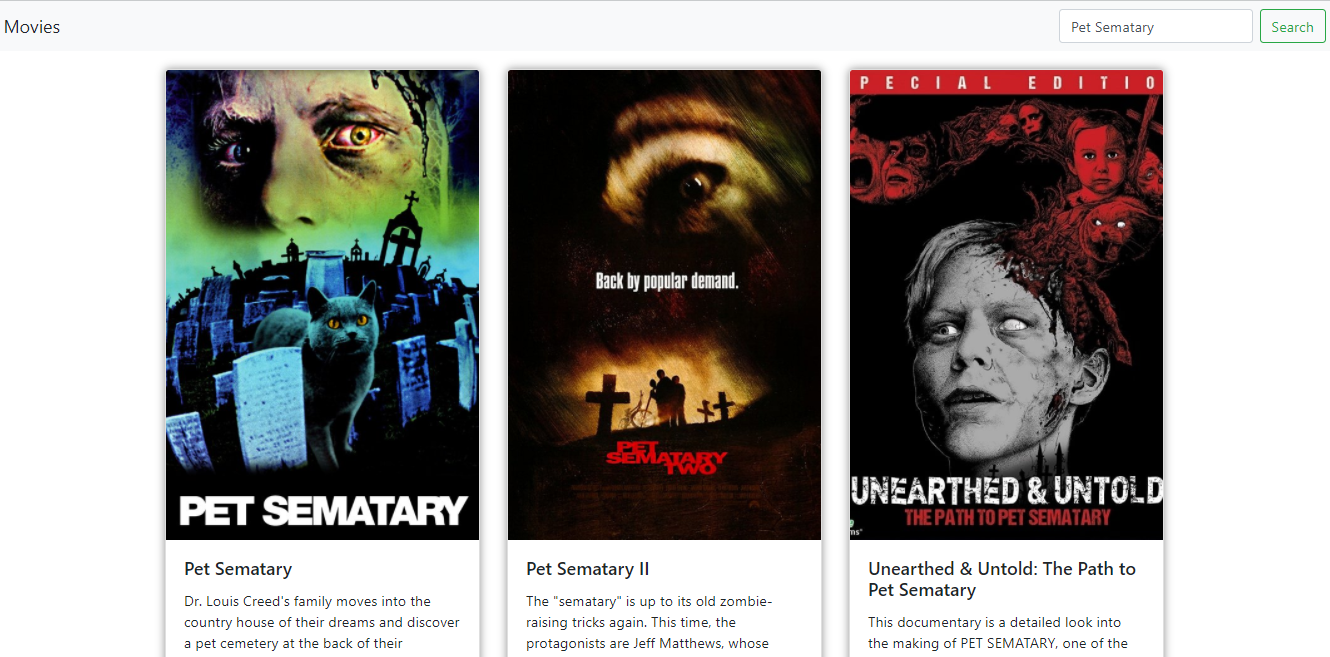 Movies
Pet Sematary
Search
PET SEMATARY
Back by popular demand.
PET
SEMATARY
TWO
PECIAL EDITIO
UNEARTHED & UNTOLD
THE PATH TO PET SEMATARY
ms
Pet Sematary
Dr. Louis Creed's family moves into the
country house of their dreams and discover
a pet cemetery at the back of their
Pet Sematary II
The "sematary" is up to its old zombie-
raising tricks again. This time, the
protagonists are Jeff Matthews, whose
Unearthed & Untold: The Path to
Pet Sematary
This documentary is a detailed look into
the making of PET SEMATARY, one of the